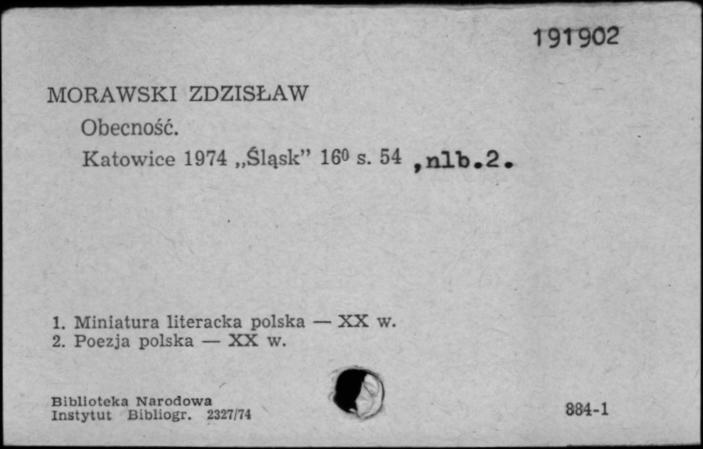 191902
MORAWSKI ZDZISŁAW
Obecność.
Katowice 1974 „Śląsk” 16⁰ s. 54 ,nlb.2.
1. Miniatura literacka polska — XX w.
2. Poezja polska — XX w.
Biblioteka Narodowa
Instytut Bibliogr. 2327/74
884-1